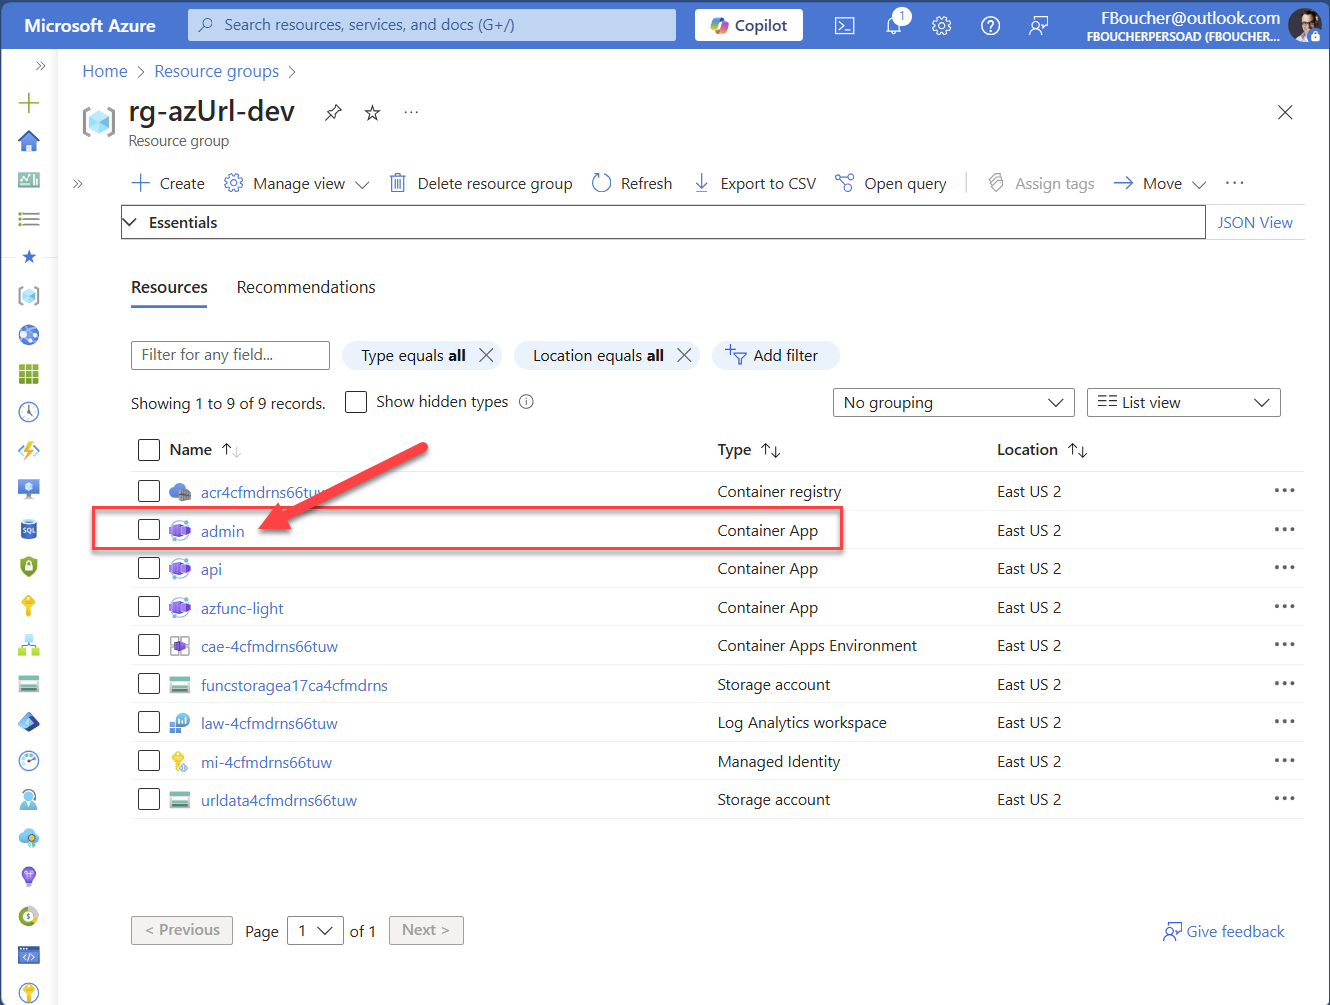 Microsoft Azure
Search resources, services, and docs (G+/)
Copilot
1
FBoucher@outlook.com
FBOUCHERPERSOAD (FBOUCHER...
Home > Resource groups >
rg-azUrl-dev
Resource group
Create
Manage view
Delete resource group
Refresh
Export to CSV
Open query
Assign tags
Move
Essentials
JSON View
Resources
Recommendations
Filter for any field...
Type equals all
Location equals all
Add filter
Showing 1 to 9 of 9 records.
Show hidden types
No grouping
List view
Name
Type
Location
acr4cfmdrns66tuw Container registry East US 2
admin Container App East US 2
api Container App East US 2
azfunc-light Container App East US 2
cae-4cfmdrns66tuw Container Apps Environment East US 2
funcstoragea17ca4cfmdrns Storage account East US 2
law-4cfmdrns66tuw Log Analytics workspace East US 2
mi-4cfmdrns66tuw Managed Identity East US 2
urldata4cfmdrns66tuw Storage account East US 2
< Previous Page 1 of 1 Next >
Give feedback
SQL